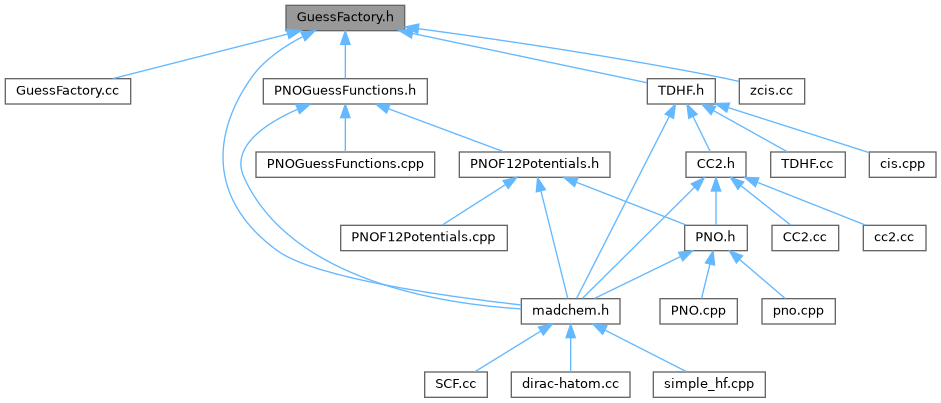 GuessFactory.h
GuessFactory.cc
PNOGuessFunctions.h
TDHF.h
zcis.cc
PNOGuessFunctions.cpp
PNOF12Potentials.h
CC2.h
TDHF.cc
cis.cpp
PNOF12Potentials.cpp
PNO.h
CC2.cc
cc2.cc
madchem.h
PNO.cpp
pno.cpp
SCF.cc
dirac-hatom.cc
simple_hf.cpp